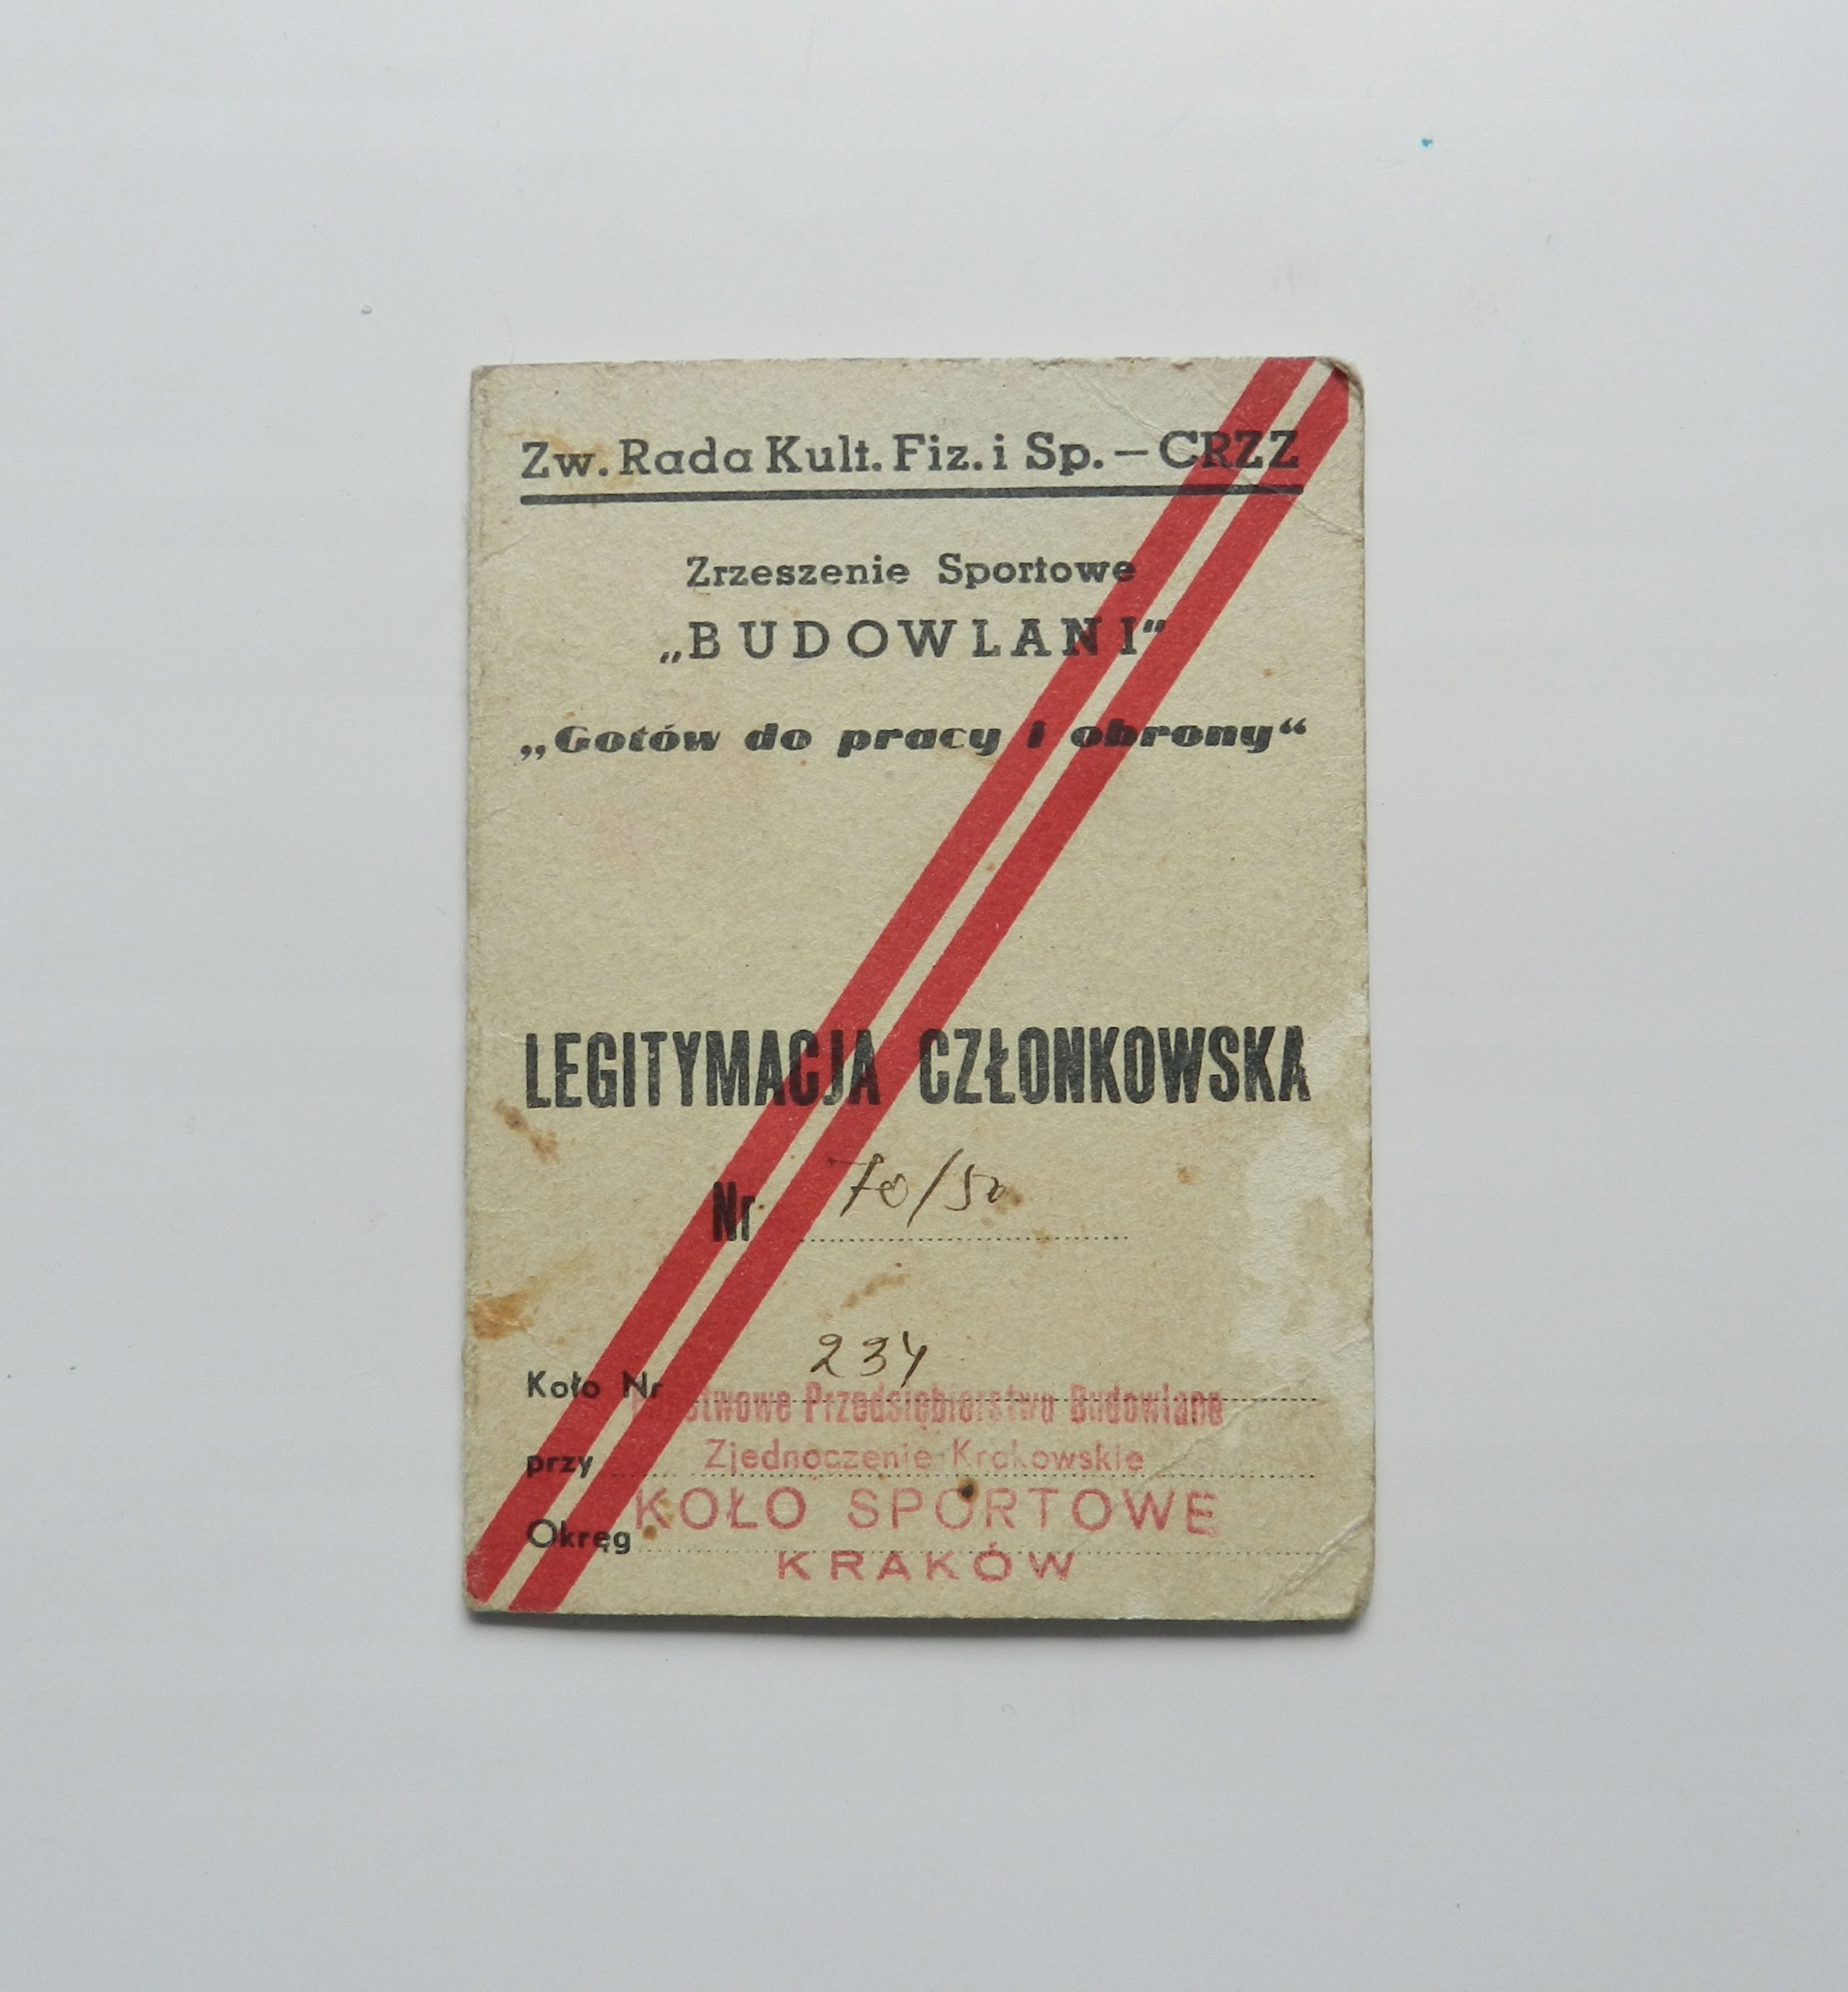 Zw. Rada Kult. Fiz. i Sp. — CRZZ
Zrzeszenie Sportowe
„BUDOWLANI“
„Gotów do pracy i obrony“
LEGITYMACJA CZŁONKOWSKA
Nr 70/50
Koło Nr 234
Państwowe Przedsiębiorstwo Budowlane
przy Zjednoczenie Krakowskie
Okręg KOŁO SPORTOWE
KRAKÓW